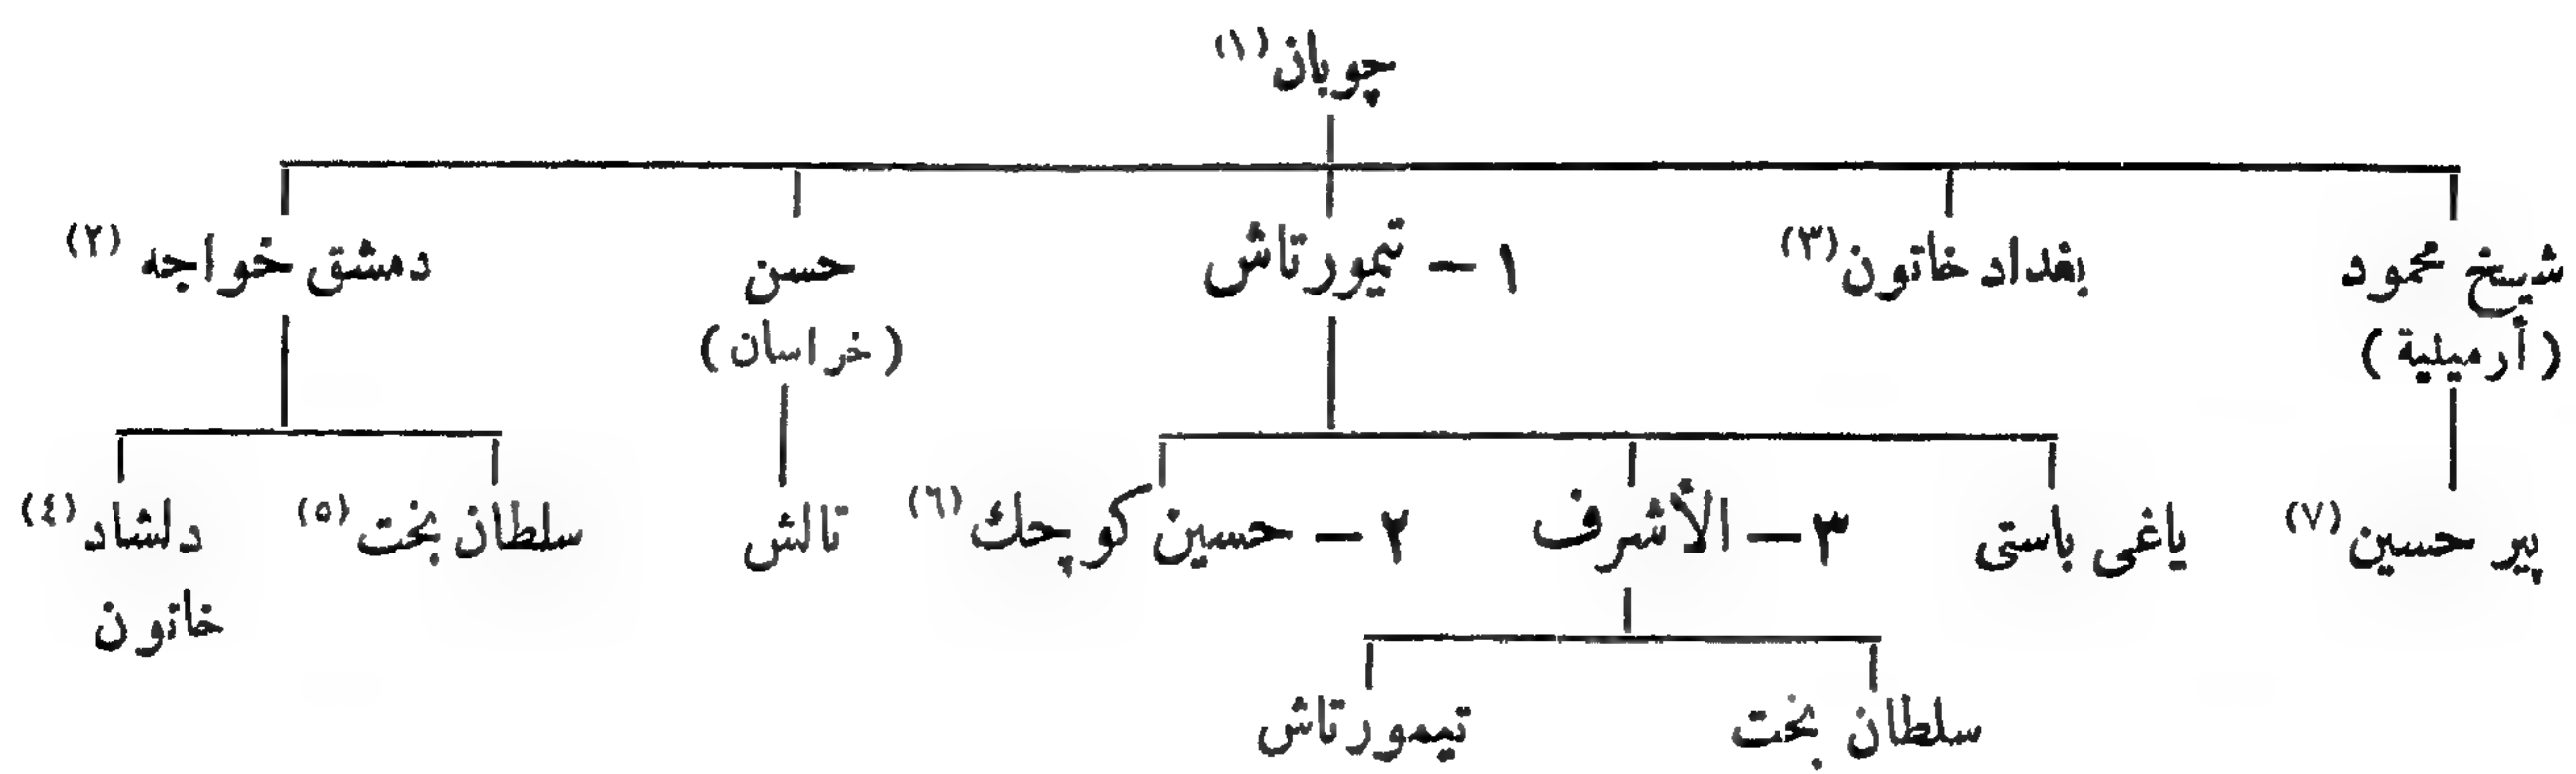 چوبان (١)
شيخ محمود
(أرميلية)
بغداد خاتون (٣)
١ – تيمورتاش
حسن
(خراسان)
دمشق خواجه (٢)
پير حسين (٧)
ياغى باستى
٣ – الأشرف
٢ – حسين كوچك (٦)
تالش
سلطان بخت (٥)
دلشاد (٤)
خاتون
سلطان بخت
تيمورتاش